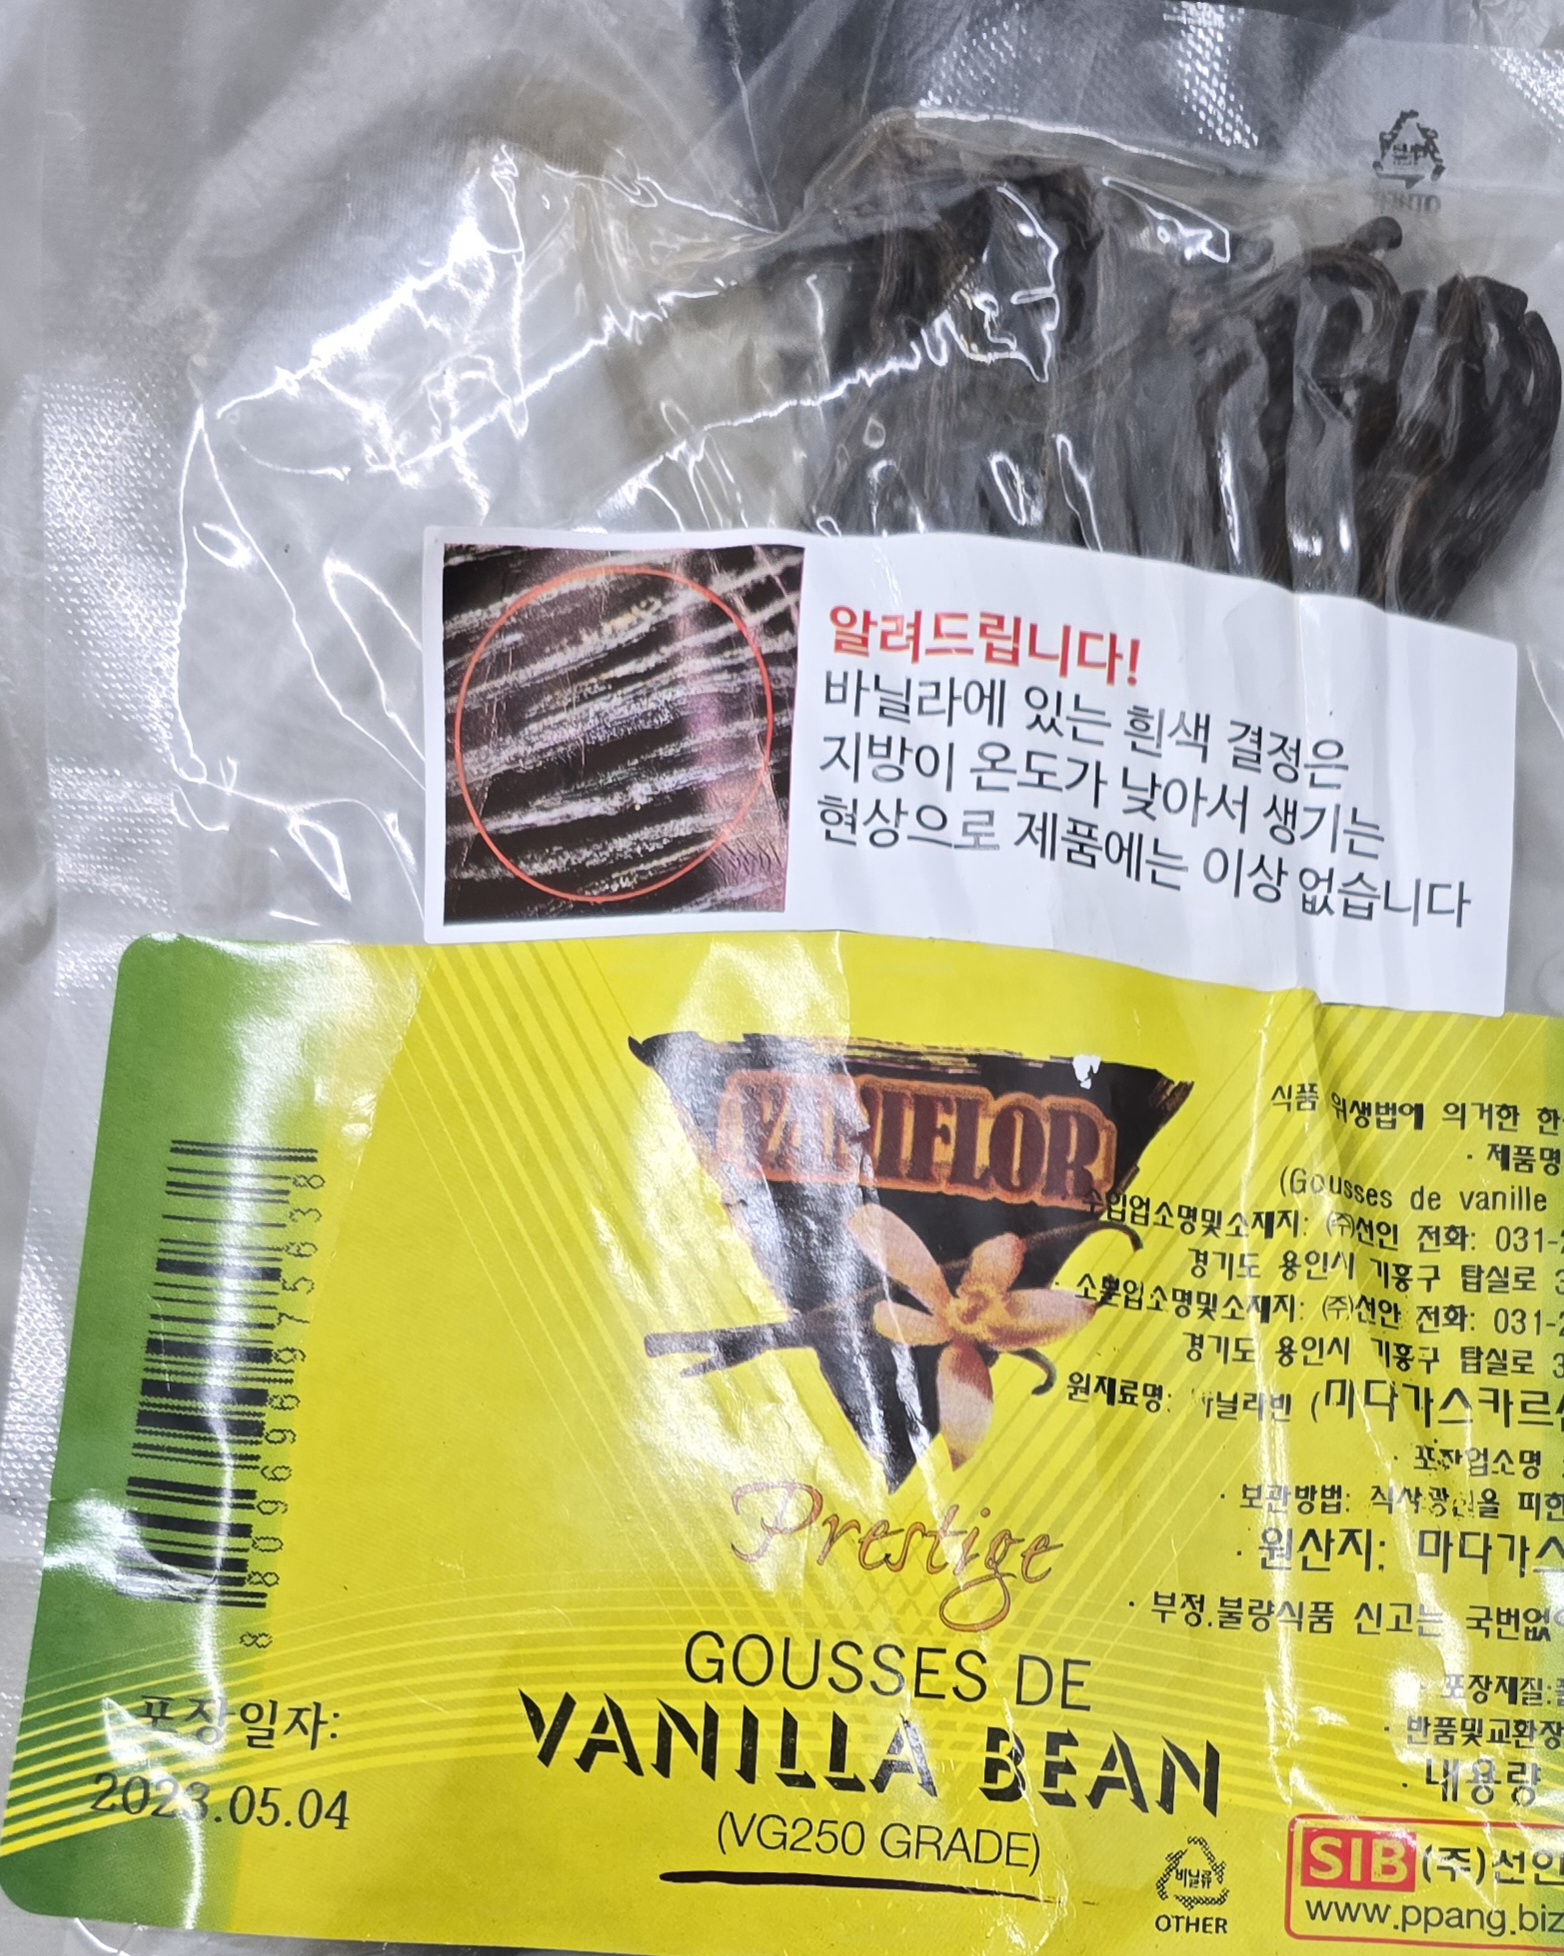 알려드립니다!
바닐라에 있는 흰색 결정은
지방이 온도가 낮아서 생기는
현상으로 제품에는 이상 없습니다
VANIFLOR
Prestige
GOUSSES DE
VANILLA BEAN
(VG250 GRADE)
8 809696 975638
포장일자:
2023.05.04
식품 위생법에 의거한 한
· 제품명
(Gousses de vanille
수입업소명및소재지: (주)선인 전화: 031-2
경기도 용인시 기흥구 탑실로 3
· 소분업소명및소재지: (주)선안 전화: 031-2
경기도 용인시 기흥구 탑실로 3
원재료명: 바닐라빈 (마다가스카르
· 포장업소명
· 보관방법: 직사광선을 피한
· 원산지: 마다가스
· 부정.불량식품 신고는 국번없
· 포장재질:
· 반품및교환장
· 내용량
비닐류
OTHER
SIB (주)선인
www.ppang.biz